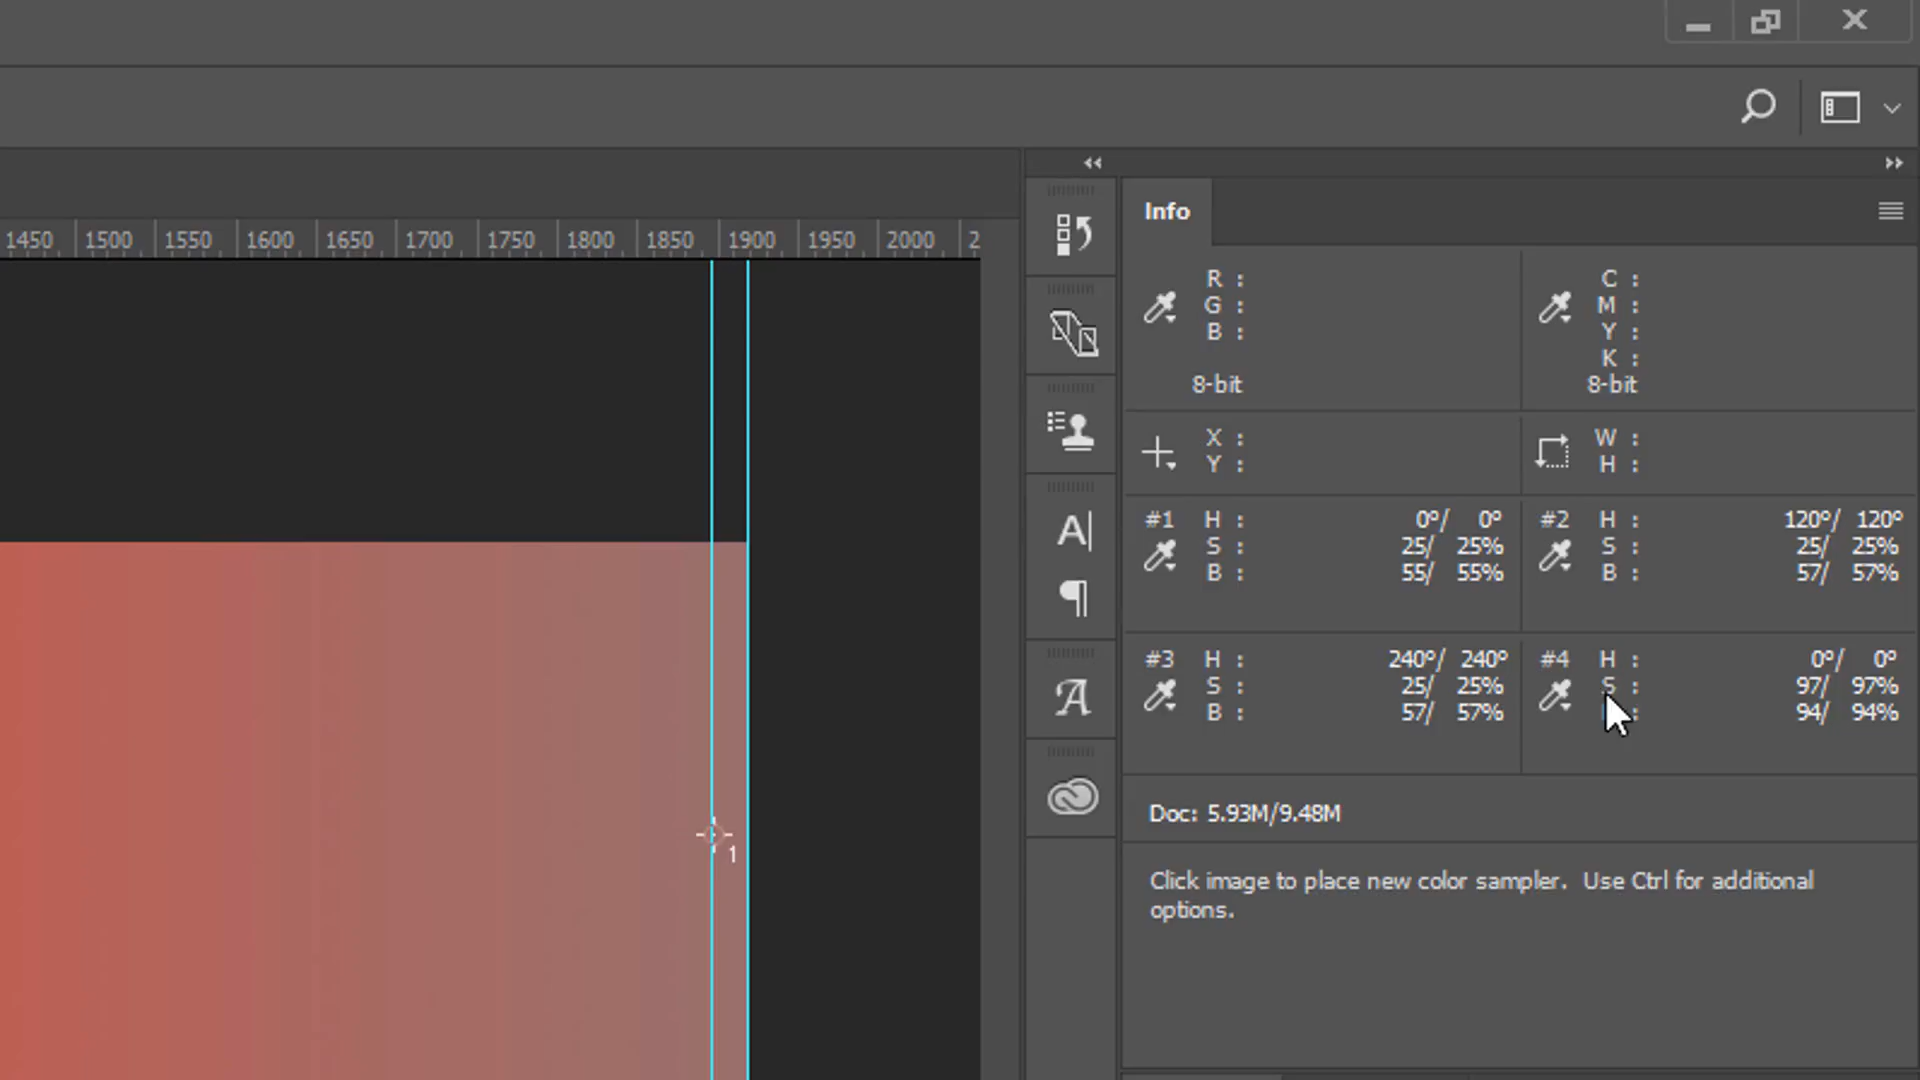 1450 1500 1550 1600 1650 1700 1750 1800 1850 1900 1950 2000 2
Info
R :
G :
B :
8-bit
C :
M :
Y :
K :
8-bit
X :
Y :
W :
H :
#1 H : 0°/ 0°
S : 25/ 25%
B : 55/ 55%
#2 H : 120°/ 120°
S : 25/ 25%
B : 57/ 57%
#3 H : 240°/ 240°
S : 25/ 25%
B : 57/ 57%
#4 H : 0°/ 0°
S : 97/ 97%
: 94/ 94%
1
Doc: 5.93M/9.48M
Click image to place new color sampler. Use Ctrl for additional
options.